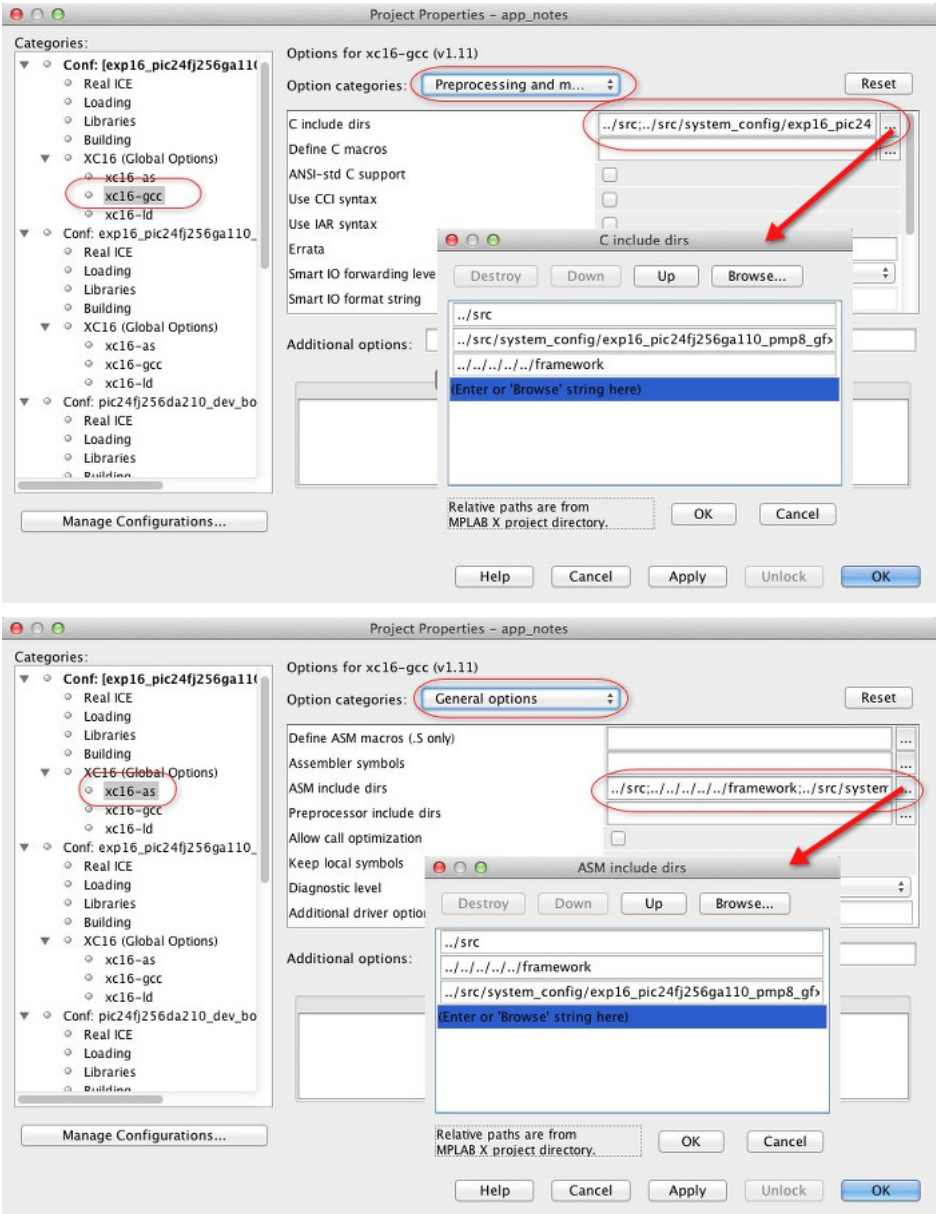 Project Properties – app_notes
Categories:
Conf: [exp16_pic24fj256ga11(
Real ICE
Loading
Libraries
Building
XC16 (Global Options)
xc16-as
xc16-gcc
xc16-ld
Conf: exp16_pic24fj256ga110_
Real ICE
Loading
Libraries
Building
XC16 (Global Options)
xc16-as
xc16-gcc
xc16-ld
Conf: pic24fj256da210_dev_bo
Real ICE
Loading
Libraries
Building
Manage Configurations...
Options for xc16-gcc (v1.11)
Option categories: Preprocessing and m... Reset
C include dirs ../src;../src/system_config/exp16_pic24 ...
Define C macros ...
ANSI-std C support
Use CCI syntax
Use IAR syntax
Errata
Smart IO forwarding leve
Smart IO format string
Additional options:
C include dirs
Destroy Down Up Browse...
../src
../src/system_config/exp16_pic24fj256ga110_pmp8_gfx
../../../../../framework
(Enter or 'Browse' string here)
Relative paths are from
MPLAB X project directory.
OK Cancel
Help Cancel Apply Unlock OK
Project Properties – app_notes
Categories:
Conf: [exp16_pic24fj256ga11(
Real ICE
Loading
Libraries
Building
XC16 (Global Options)
xc16-as
xc16-gcc
xc16-ld
Conf: exp16_pic24fj256ga110_
Real ICE
Loading
Libraries
Building
XC16 (Global Options)
xc16-as
xc16-gcc
xc16-ld
Conf: pic24fj256da210_dev_bo
Real ICE
Loading
Libraries
Building
Manage Configurations...
Options for xc16-gcc (v1.11)
Option categories: General options Reset
Define ASM macros (.S only) ...
Assembler symbols ...
ASM include dirs ../src;../../../../../framework;../src/system ...
Preprocessor include dirs ...
Allow call optimization
Keep local symbols
Diagnostic level
Additional driver option
Additional options:
ASM include dirs
Destroy Down Up Browse...
../src
../../../../../framework
../src/system_config/exp16_pic24fj256ga110_pmp8_gfx
(Enter or 'Browse' string here)
Relative paths are from
MPLAB X project directory.
OK Cancel
Help Cancel Apply Unlock OK